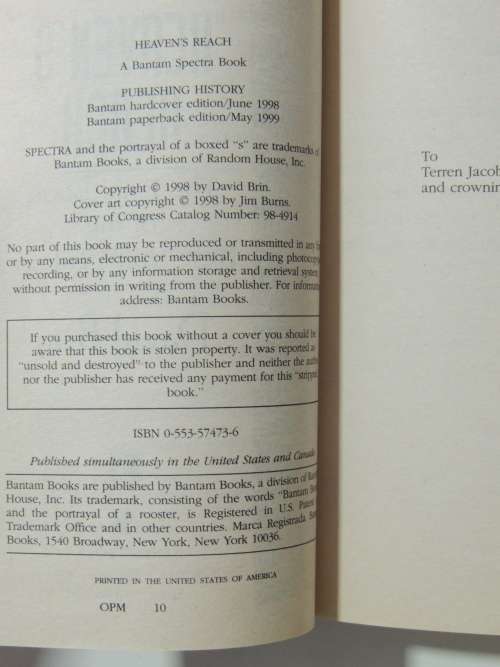 HEAVEN'S REACH
A Bantam Spectra Book
PUBLISHING HISTORY
Bantam hardcover edition/June 1998
Bantam paperback edition/May 1999
SPECTRA and the portrayal of a boxed "s" are trademarks of
Bantam Books, a division of Random House, Inc.
Copyright © 1998 by David Brin.
Cover art copyright © 1998 by Jim Burns.
Library of Congress Catalog Number: 98-4914
No part of this book may be reproduced or transmitted in any
or by any means, electronic or mechanical, including
recording, or by any information storage and retrieval system
without permission in writing from the publisher. For
address: Bantam Books.
If you purchased this book without a cover you should be
aware that this book is stolen property. It was reported as
"unsold and destroyed" to the publisher and neither the
nor the publisher has received any payment for this
book."
ISBN 0-553-57473-6
Published simultaneously in the United States and Canada
Bantam Books are published by Bantam Books, a division of
House, Inc. Its trademark, consisting of the words "Bantam
and the portrayal of a rooster, is Registered in U.S. Patent
Trademark Office and in other countries. Marca Registrada.
Books, 1540 Broadway, New York, New York 10036.
PRINTED IN THE UNITED STATES OF AMERICA
OPM 10
To
Terren
and